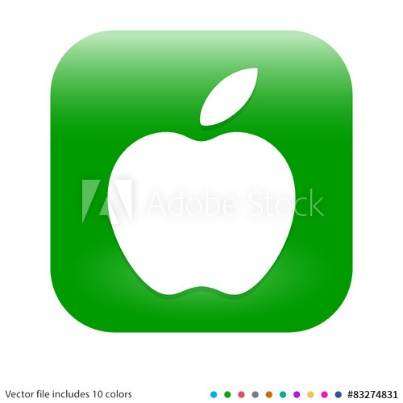 Adobe Stock
Vector file includes 10 colors
#83274831